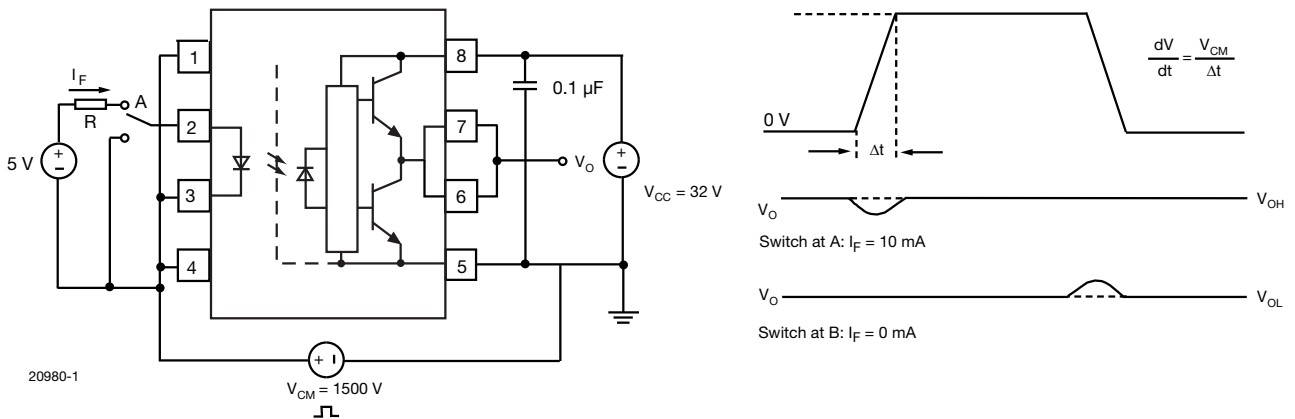 I_F
A
R
5 V
+
-
1
2
3
4
8
7
6
5
0.1 µF
V_O
+
-
V_CC = 32 V
+ -
V_CM = 1500 V
20980-1
dV/dt = V_CM/Δt
0 V
Δt
V_O
V_OH
Switch at A: I_F = 10 mA
V_O
V_OL
Switch at B: I_F = 0 mA